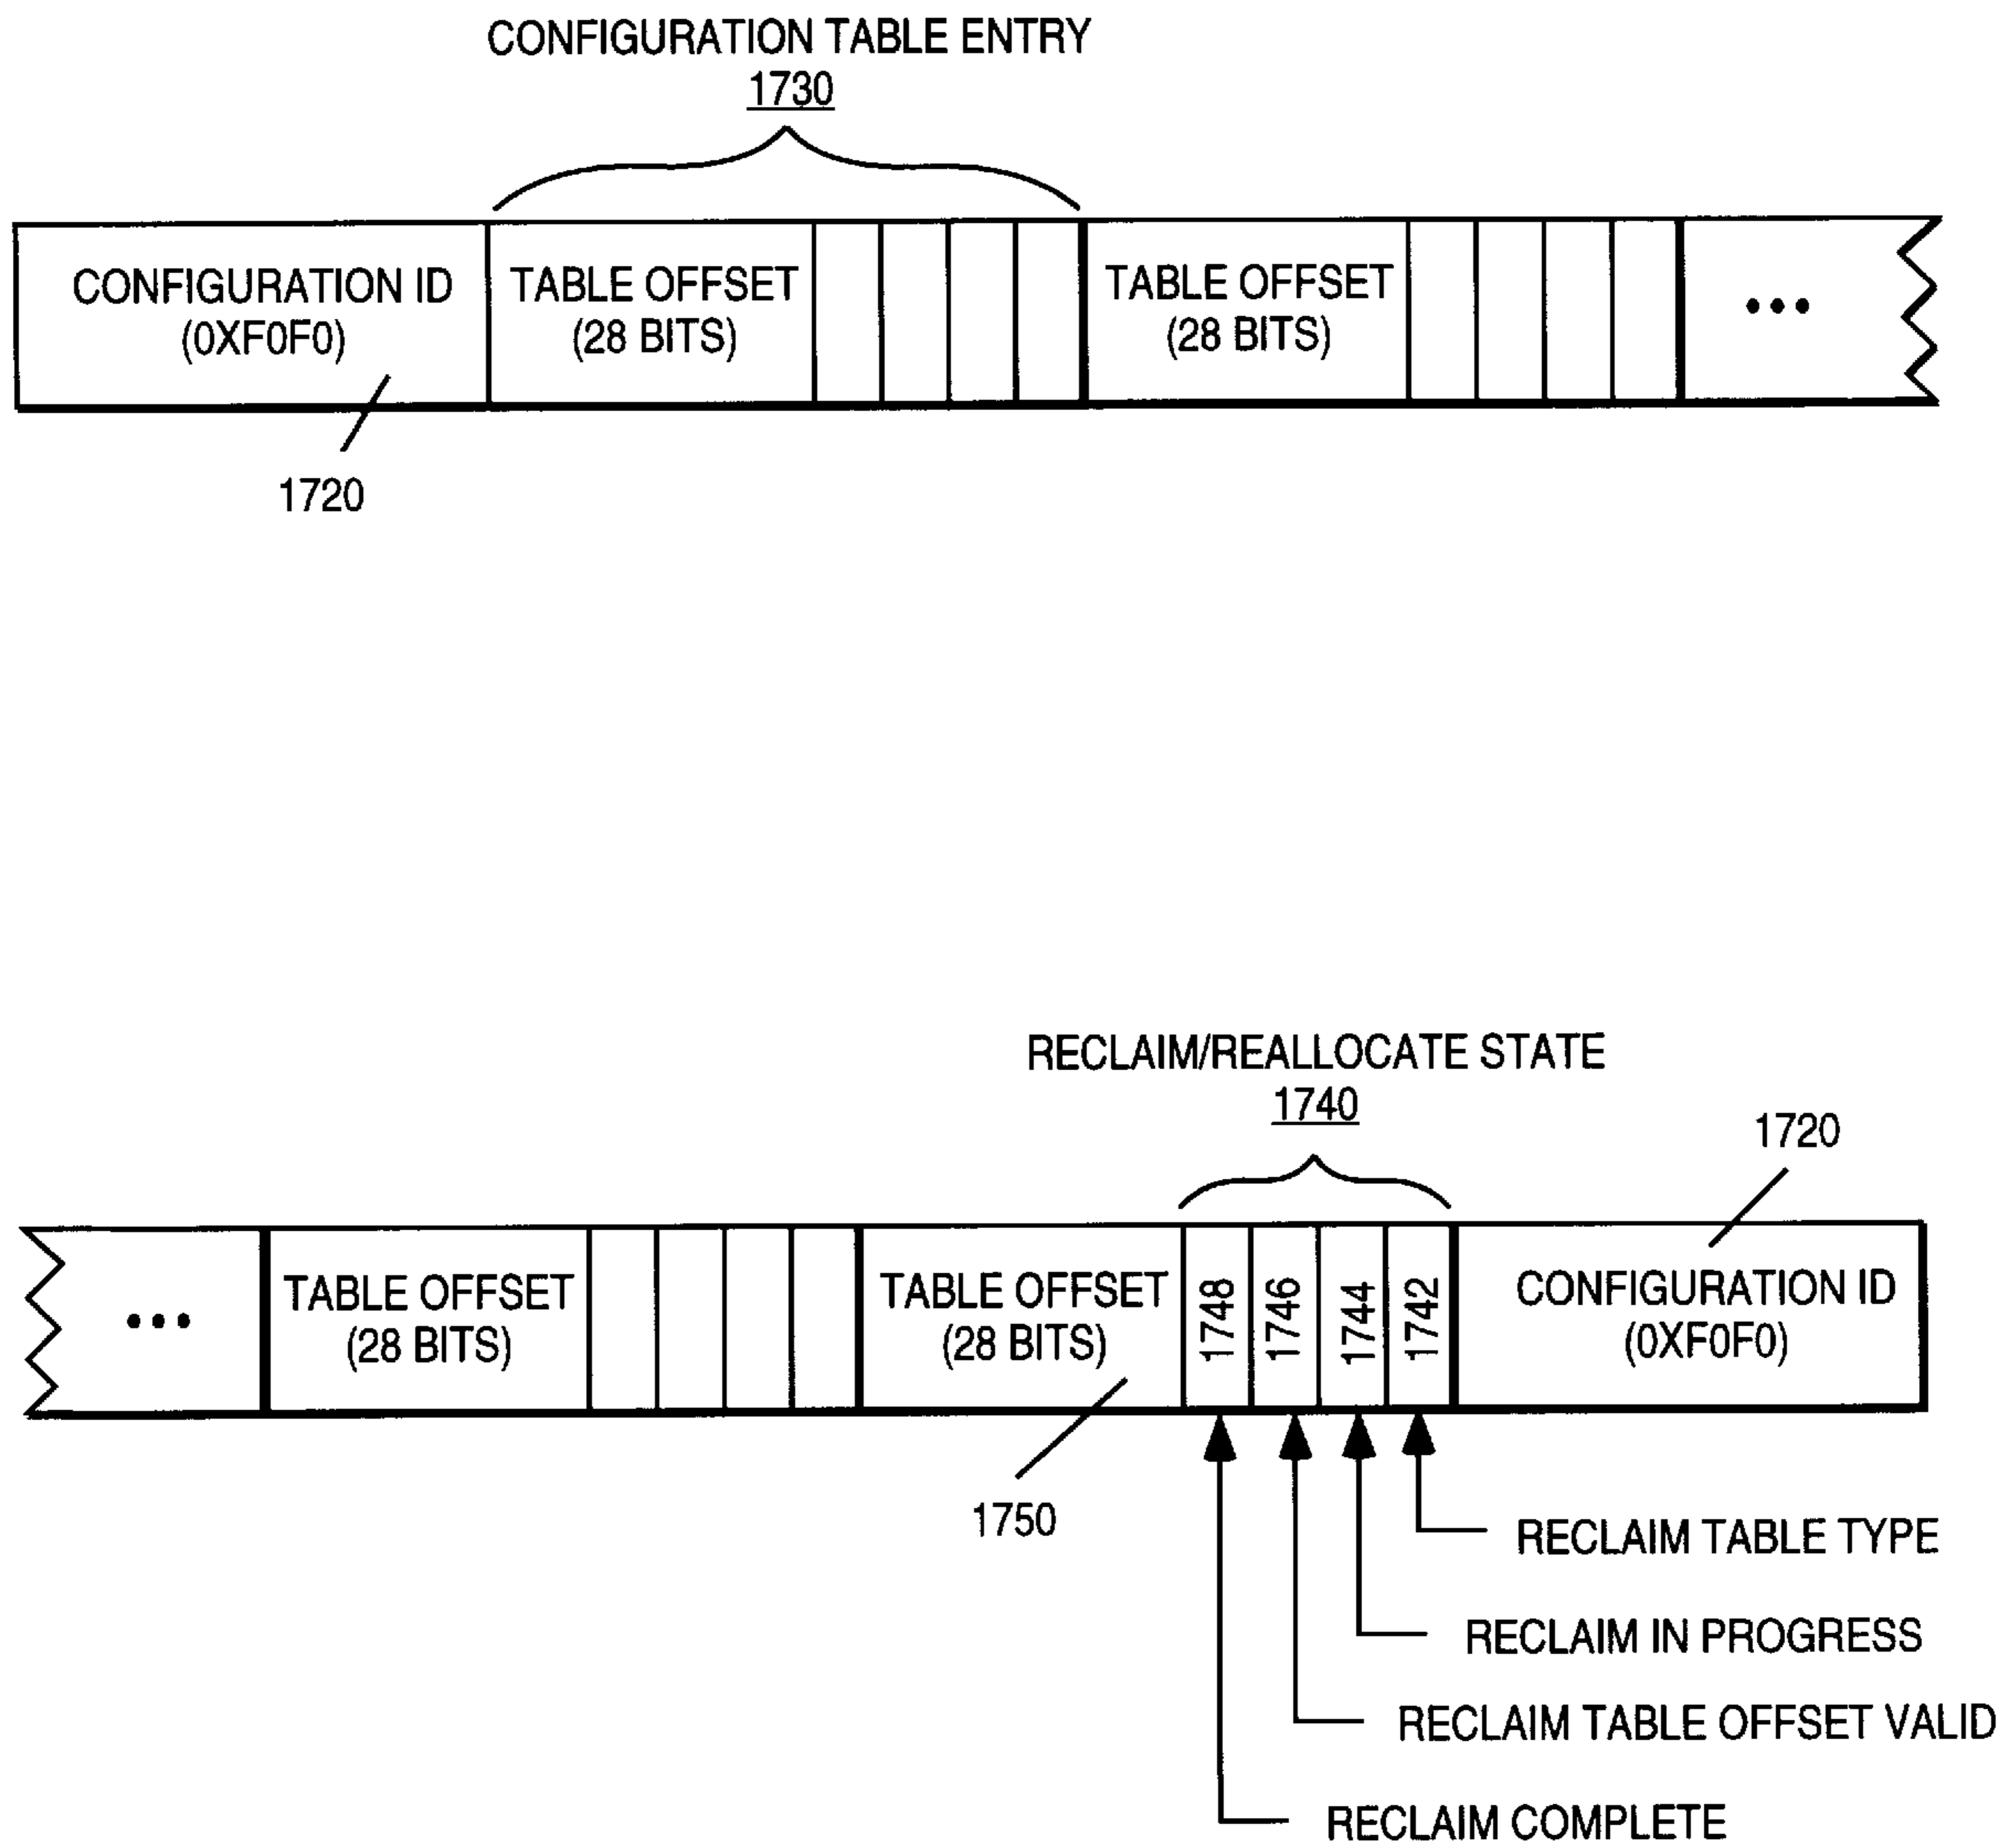 CONFIGURATION TABLE ENTRY
1730
CONFIGURATION ID
(0XF0F0)
TABLE OFFSET
(28 BITS)
TABLE OFFSET
(28 BITS)
•••
1720
RECLAIM/REALLOCATE STATE
1740
1720
•••
TABLE OFFSET
(28 BITS)
TABLE OFFSET
(28 BITS)
1748
1746
1744
1742
CONFIGURATION ID
(0XF0F0)
1750
RECLAIM TABLE TYPE
RECLAIM IN PROGRESS
RECLAIM TABLE OFFSET VALID
RECLAIM COMPLETE